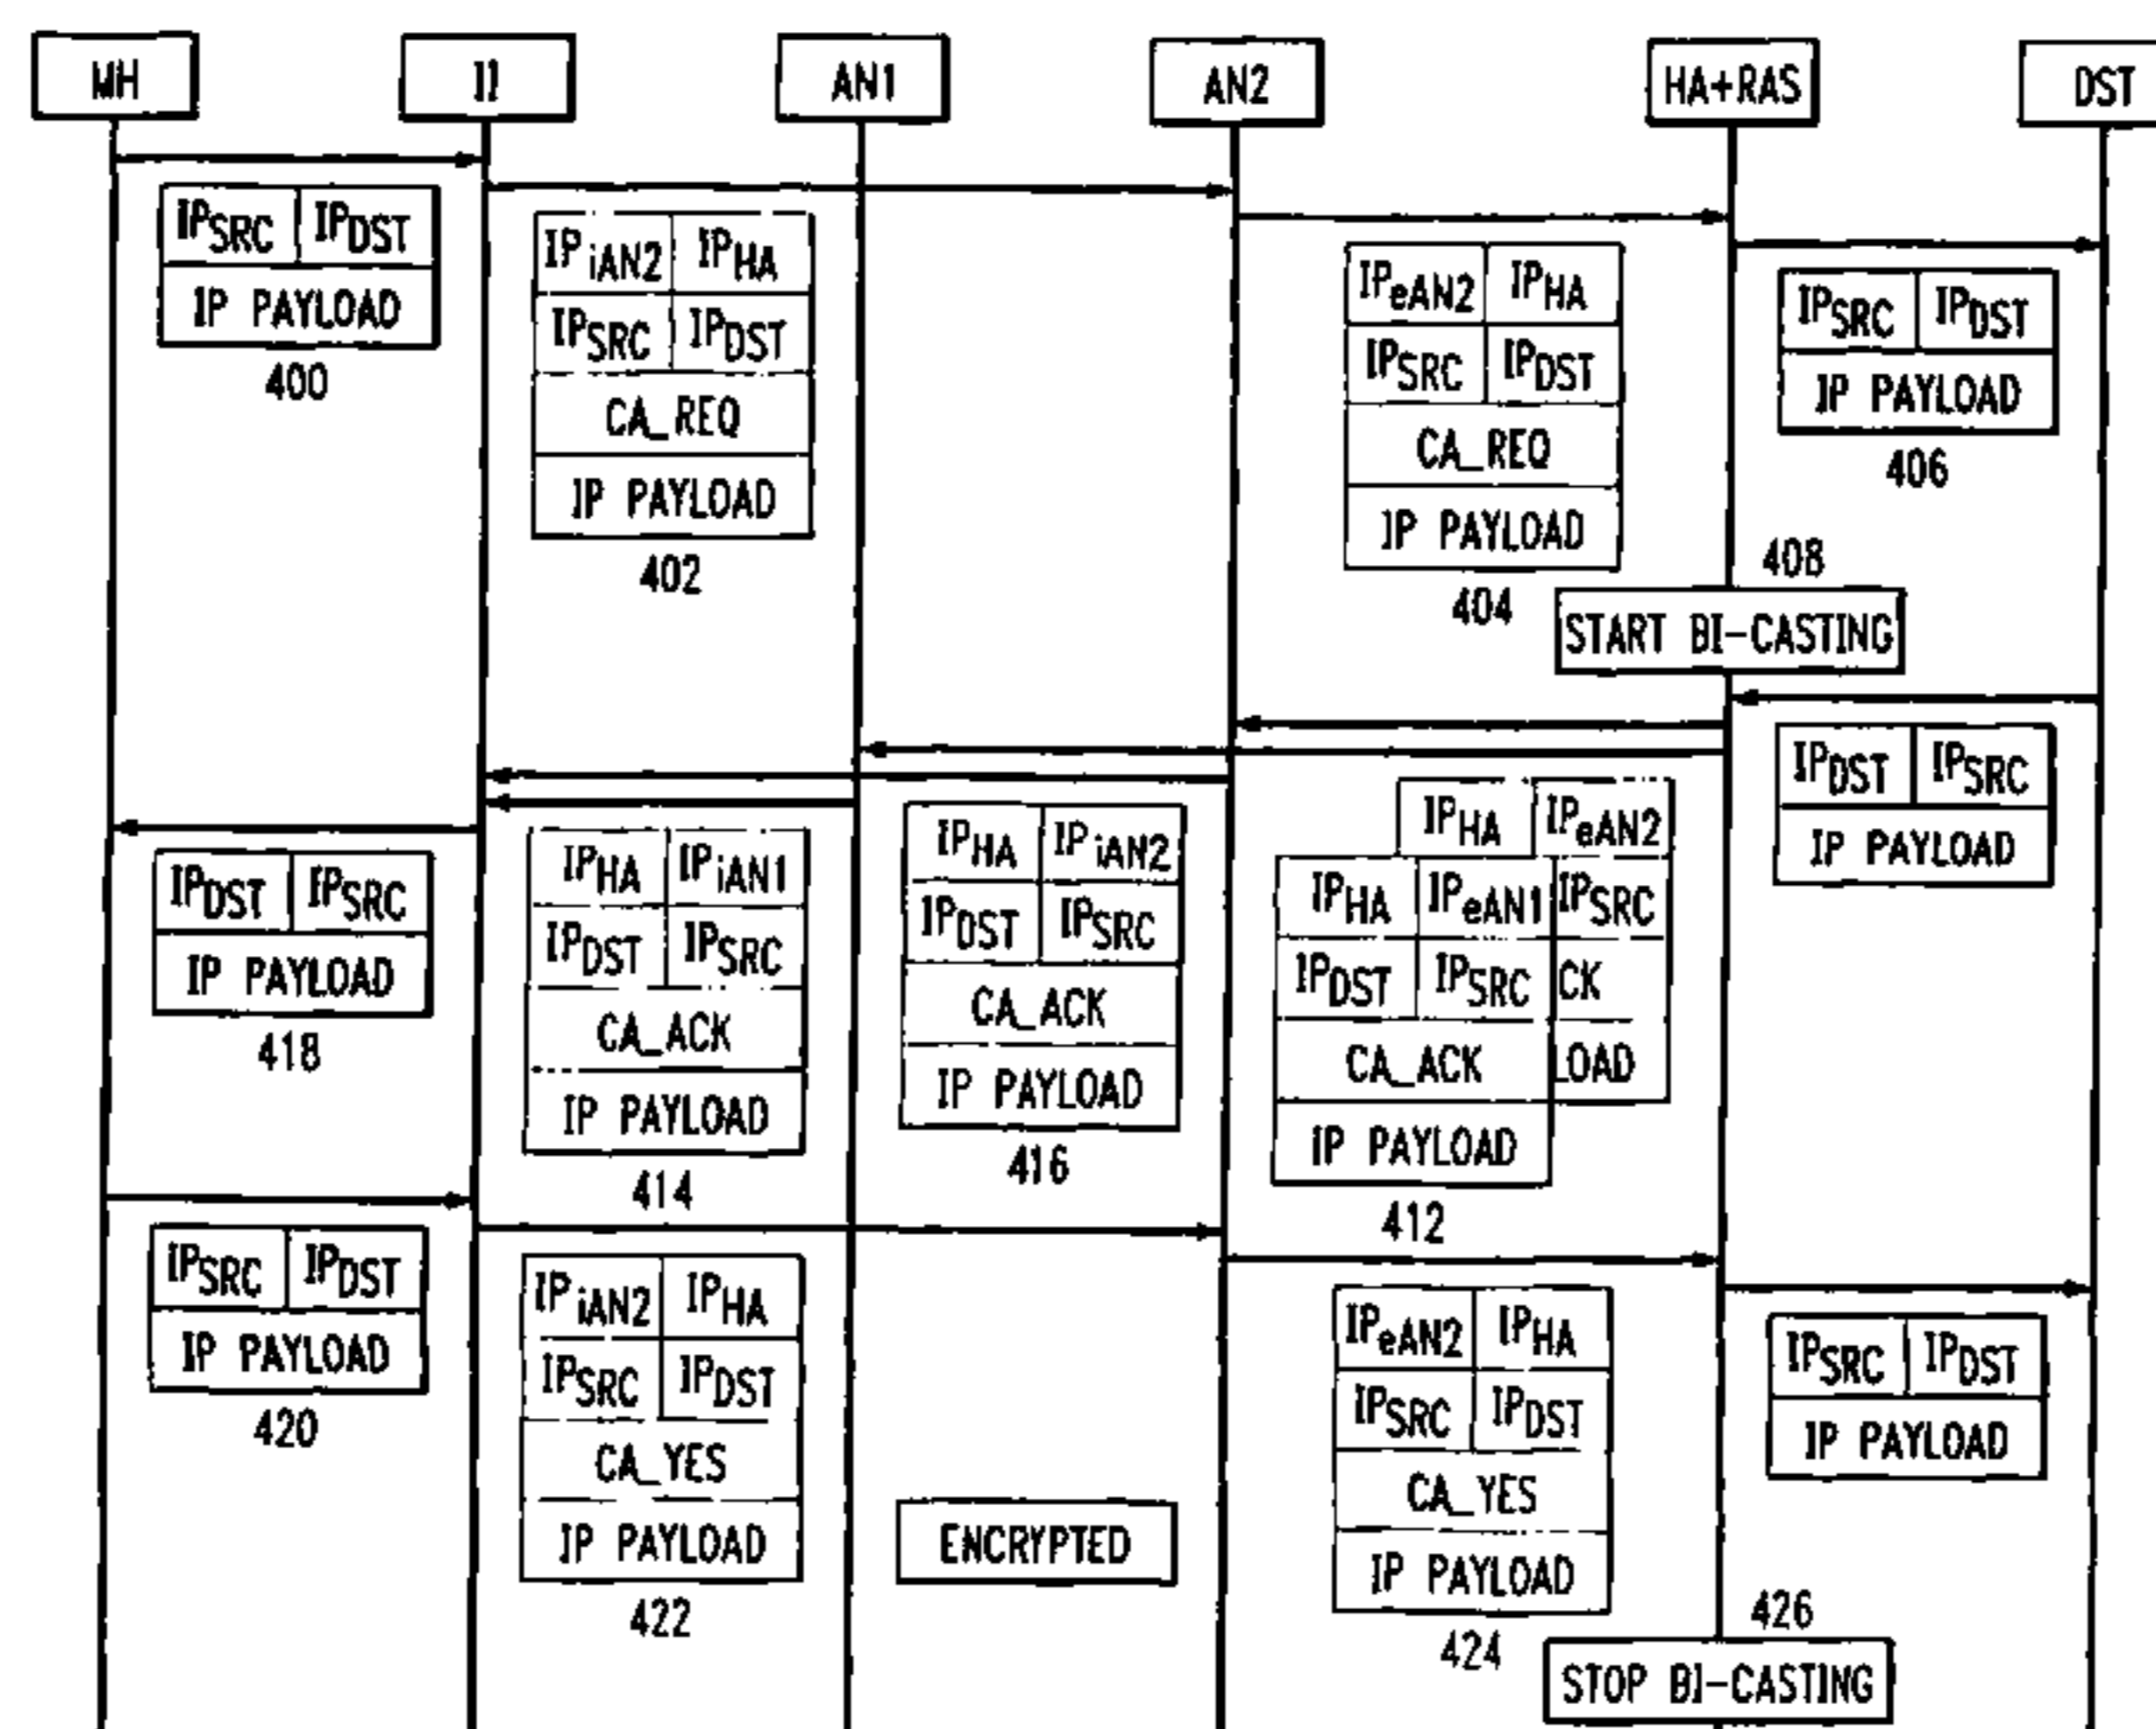 MH
II
AN1
AN2
HA+RAS
DST
IPSRC IPDST
IP PAYLOAD
400
IPiAN2 IPHA
IPSRC IPDST
CA_REQ
IP PAYLOAD
402
IPeAN2 IPHA
IPSRC IPDST
CA_REQ
IP PAYLOAD
404
IPSRC IPDST
IP PAYLOAD
406
408
START BI-CASTING
IPDST IPSRC
IP PAYLOAD
IPHA IPeAN2
IPSRC
CK
LOAD
IPHA IPeAN1
IPDST IPSRC
CA_ACK
IP PAYLOAD
412
IPHA IPiAN2
IPDST IPSRC
CA_ACK
IP PAYLOAD
416
IPHA IPiAN1
IPDST IPSRC
CA_ACK
IP PAYLOAD
414
IPDST IPSRC
IP PAYLOAD
418
IPSRC IPDST
IP PAYLOAD
420
IPiAN2 IPHA
IPSRC IPDST
CA_YES
IP PAYLOAD
422
ENCRYPTED
IPeAN2 IPHA
IPSRC IPDST
CA_YES
IP PAYLOAD
424
IPSRC IPDST
IP PAYLOAD
426
STOP BI-CASTING